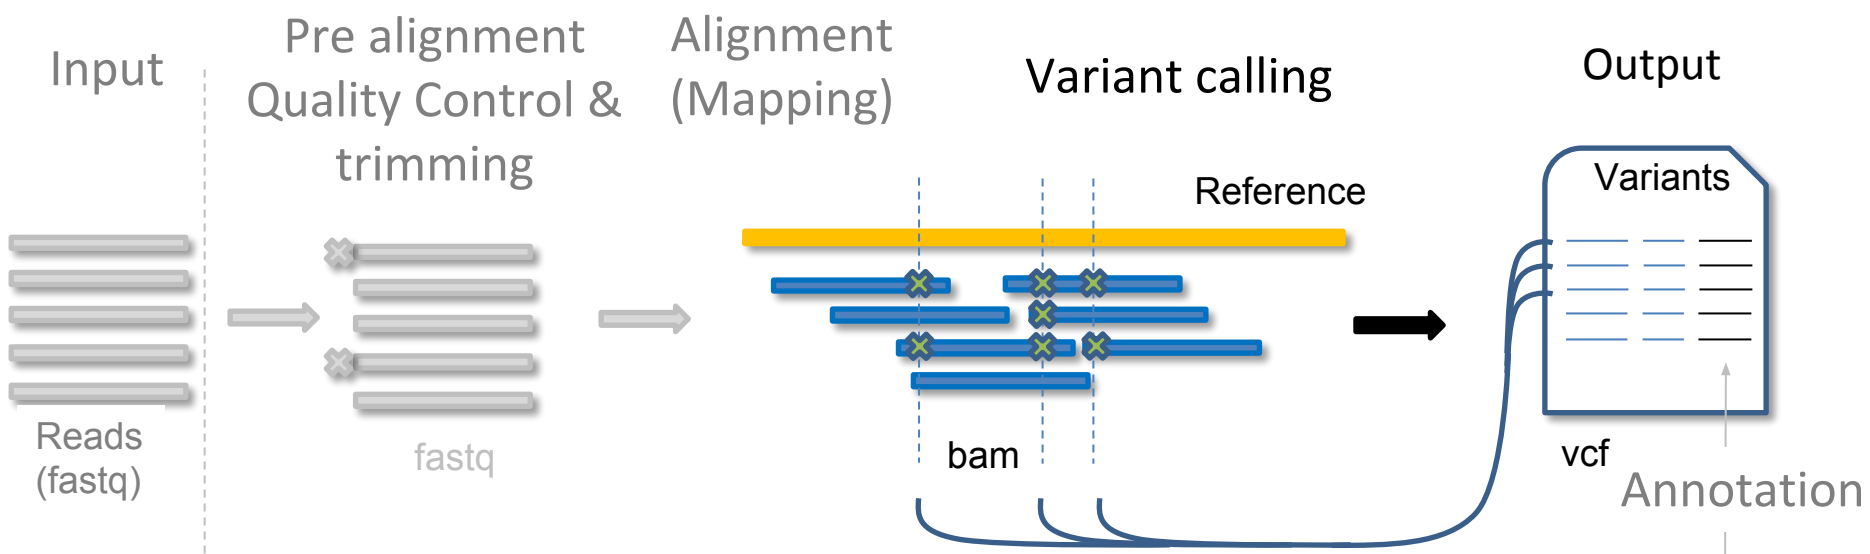 Input
Pre alignment
Quality Control &
trimming
Alignment
(Mapping)
Variant calling
Output
Reference
Variants
Reads
(fastq)
fastq
bam
vcf
Annotation